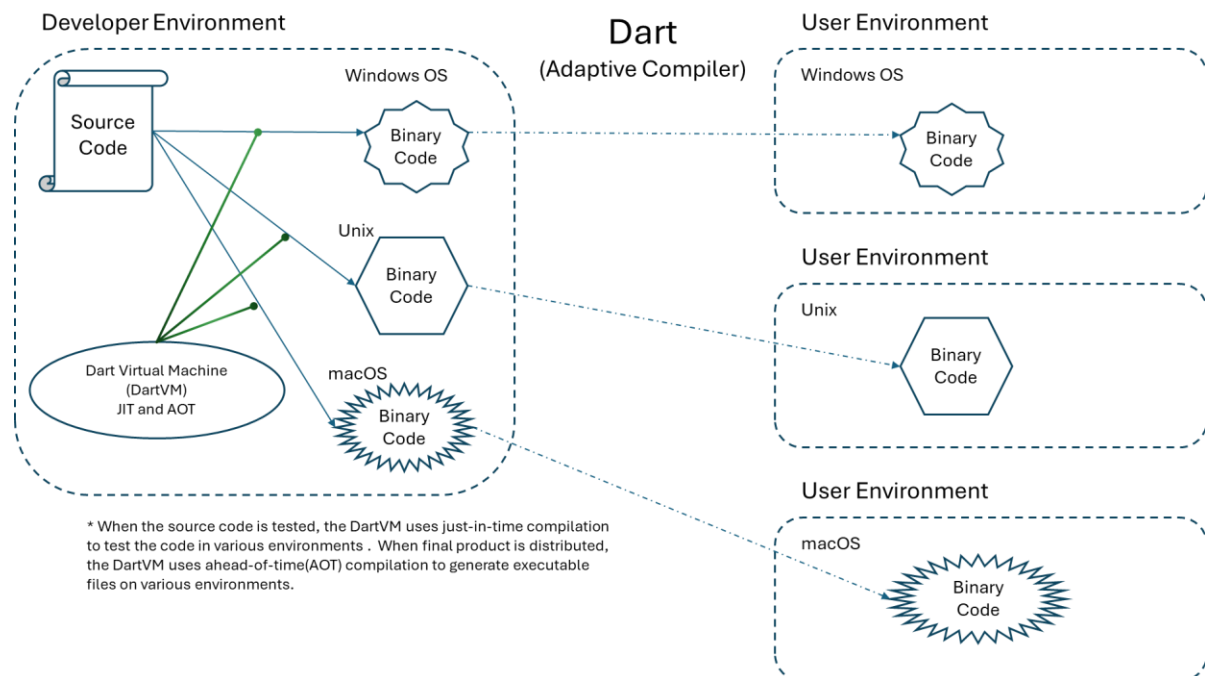 Developer Environment
Dart
(Adaptive Compiler)
User Environment
Windows OS
Source
Code
Binary
Code
Windows OS
Binary
Code
Unix
Binary
Code
User Environment
Unix
Binary
Code
Dart Virtual Machine
(DartVM)
JIT and AOT
macOS
Binary
Code
User Environment
macOS
Binary
Code
* When the source code is tested, the DartVM uses just-in-time compilation
to test the code in various environments . When final product is distributed,
the DartVM uses ahead-of-time(AOT) compilation to generate executable
files on various environments.